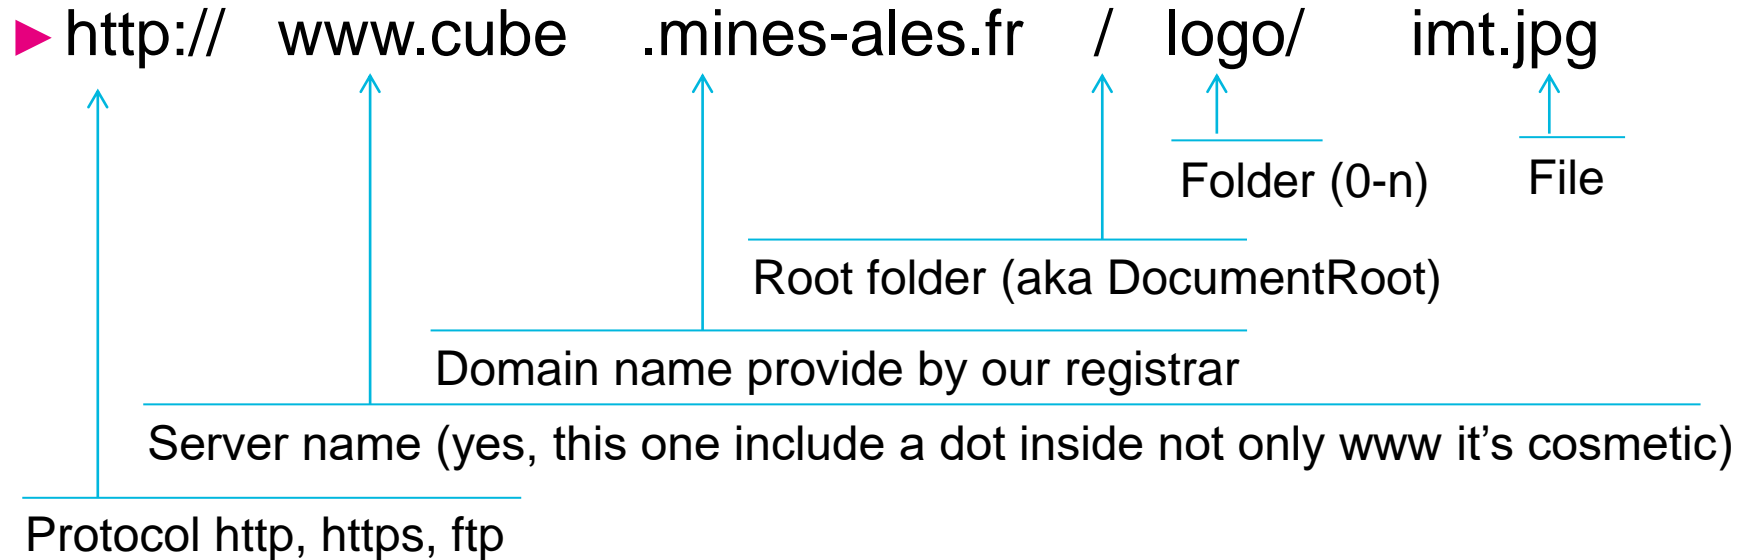 http:// www.cube .mines-ales.fr / logo/ imt.jpg
Folder (0-n) File
Root folder (aka DocumentRoot)
Domain name provide by our registrar
Server name (yes, this one include a dot inside not only www it’s cosmetic)
Protocol http, https, ftp